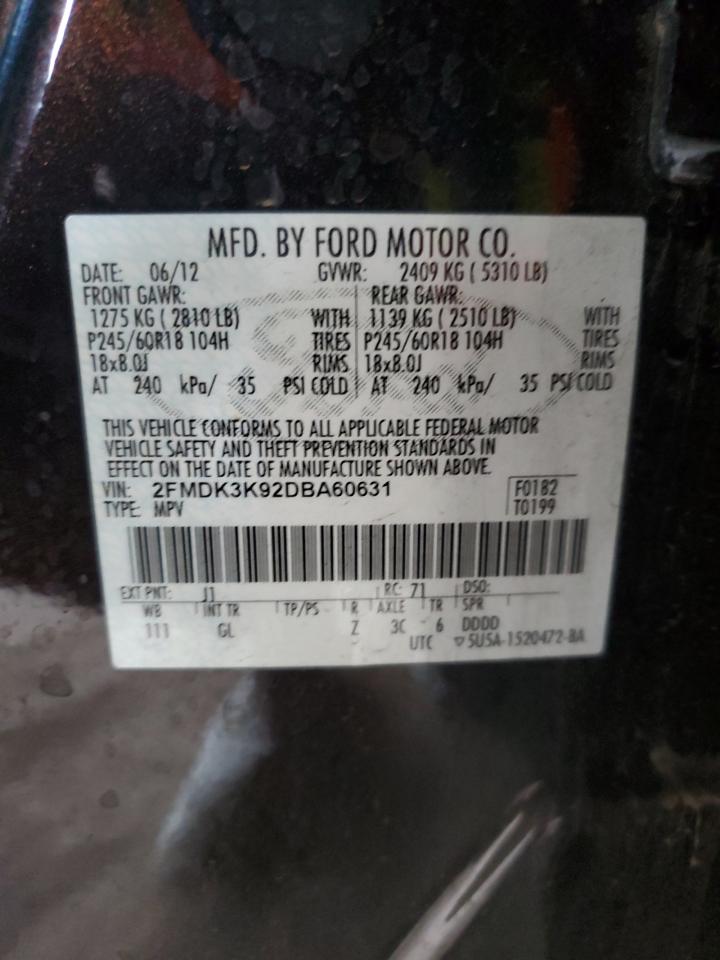 MFD. BY FORD MOTOR CO.
DATE: 06/12 GVWR: 2409 KG ( 5310 LB)
FRONT GAWR: REAR GAWR:
1275 KG ( 2810 LB) WITH 1139 KG ( 2510 LB) WITH
P245/60R18 104H TIRES P245/60R18 104H TIRES
18x8.0J RIMS 18x8.0J RIMS
AT 240 kPa/ 35 PSI COLD AT 240 kPa/ 35 PSI COLD
THIS VEHICLE CONFORMS TO ALL APPLICABLE FEDERAL MOTOR
VEHICLE SAFETY AND THEFT PREVENTION STANDARDS IN
EFFECT ON THE DATE OF MANUFACTURE SHOWN ABOVE.
VIN: 2FMDK3K92DBA60631 F0182
TYPE: MPV T0199
EXT PNT: J1 RC: 71 DSO:
WB INT TR TP/PS R AXLE TR SPR
111 GL Z 3C 6 DDDD
UTC ▽ 5U5A-1520472-BA